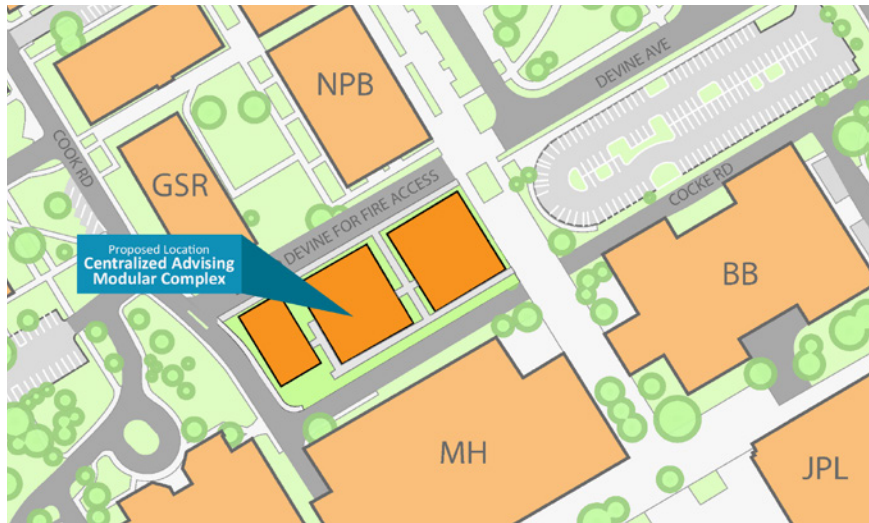 NPB
DEVINE AVE
COOK RD
GSR
DEVINE FOR FIRE ACCESS
COCKE RD
Proposed Location
Centralized Advising
Modular Complex
BB
MH
JPL